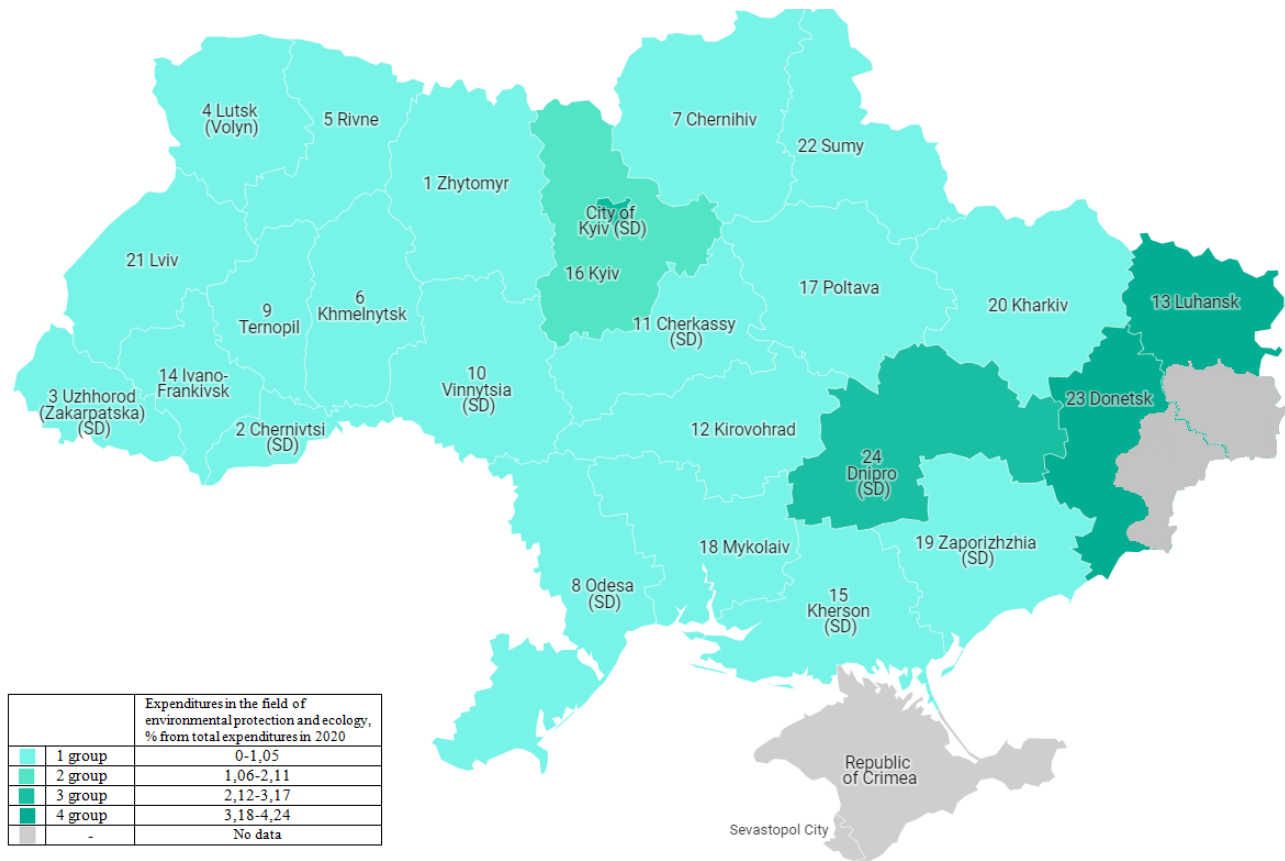 4 Lutsk
(Volyn)
5 Rivne
7 Chernihiv
22 Sumy
1 Zhytomyr
City of
Kyiv (SD)
21 Lviv
16 Kyiv
9
Ternopil
6
Khmelnytsk
17 Poltava
20 Kharkiv
13 Luhansk
11 Cherkassy
(SD)
3 Uzhhorod
(Zakarpatska)
(SD)
14 Ivano-
Frankivsk
10
Vinnytsia
(SD)
23 Donetsk
2 Chernivtsi
(SD)
12 Kirovohrad
24
Dnipro
(SD)
18 Mykolaiv
19 Zaporizhzhia
(SD)
8 Odesa
(SD)
15
Kherson
(SD)
Republic
of Crimea
Sevastopol City
Expenditures in the field of
environmental protection and ecology,
% from total expenditures in 2020
1 group 0-1,05
2 group 1,06-2,11
3 group 2,12-3,17
4 group 3,18-4,24
- No data